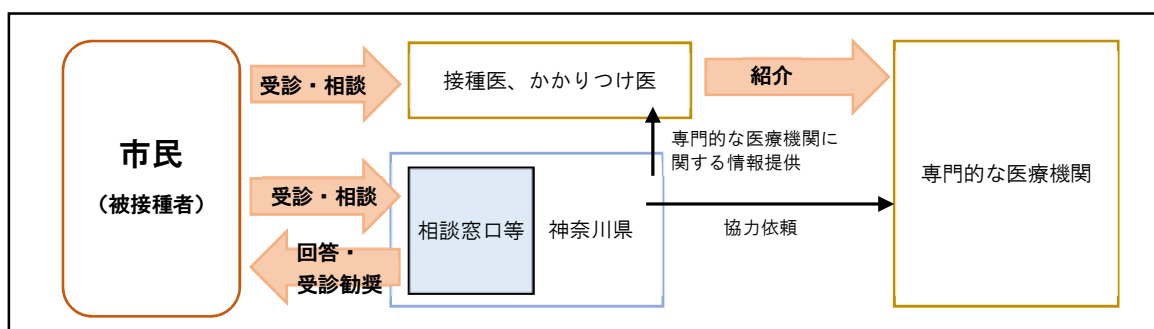 市民
（被接種者）
受診・相談
接種医、かかりつけ医
紹介
専門的な医療機関に
関する情報提供
専門的な医療機関
受診・相談
相談窓口等
神奈川県
協力依頼
回答・
受診勧奨